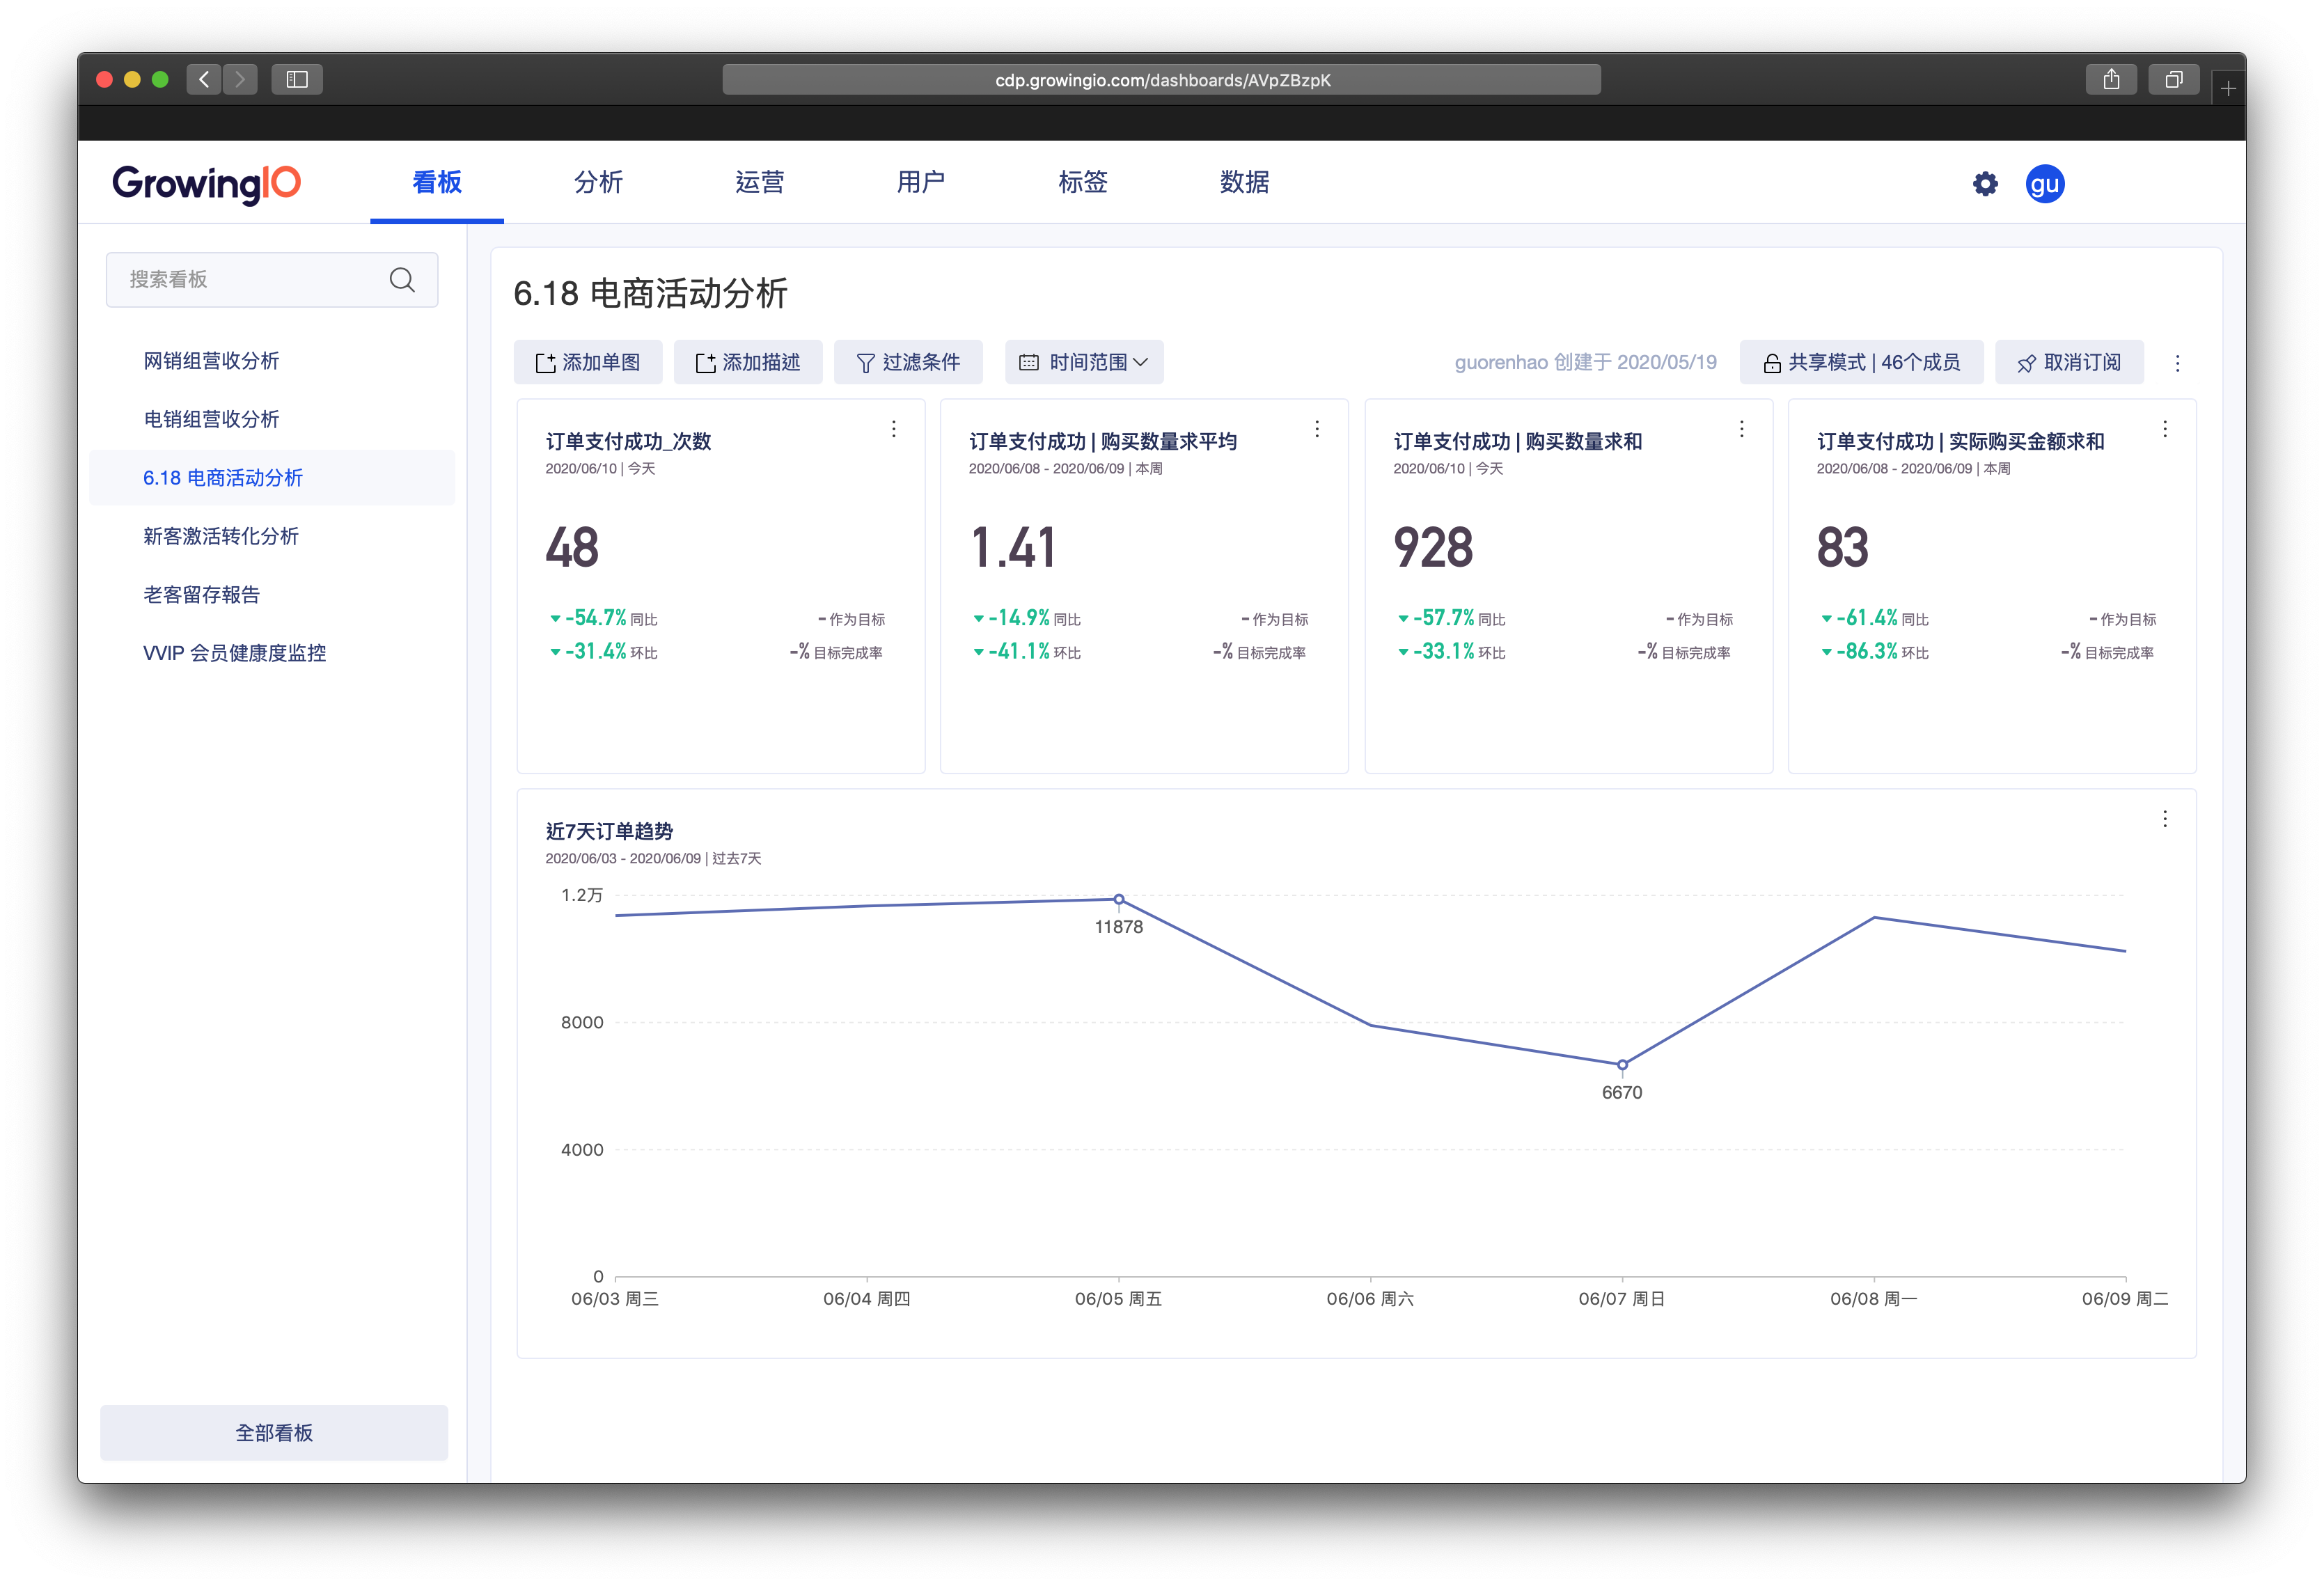 cdp.growingio.com/dashboards/AVpZBzpK
GrowingIO 看板 分析 运营 用户 标签 数据 gu
搜索看板
网销组营收分析
电销组营收分析
6.18 电商活动分析
新客激活转化分析
老客留存報告
VVIP 会员健康度监控
全部看板
6.18 电商活动分析
添加单图 添加描述 过滤条件 时间范围 guorenhao 创建于 2020/05/19 共享模式 | 46个成员 取消订阅
订单支付成功_次数
2020/06/10 | 今天
48
-54.7% 同比 - 作为目标
-31.4% 环比 -% 目标完成率
订单支付成功 | 购买数量求平均
2020/06/08 - 2020/06/09 | 本周
1.41
-14.9% 同比 - 作为目标
-41.1% 环比 -% 目标完成率
订单支付成功 | 购买数量求和
2020/06/10 | 今天
928
-57.7% 同比 - 作为目标
-33.1% 环比 -% 目标完成率
订单支付成功 | 实际购买金额求和
2020/06/08 - 2020/06/09 | 本周
83
-61.4% 同比 - 作为目标
-86.3% 环比 -% 目标完成率
近7天订单趋势
2020/06/03 - 2020/06/09 | 过去7天
1.2万
11878
8000
6670
4000
0
06/03 周三 06/04 周四 06/05 周五 06/06 周六 06/07 周日 06/08 周一 06/09 周二